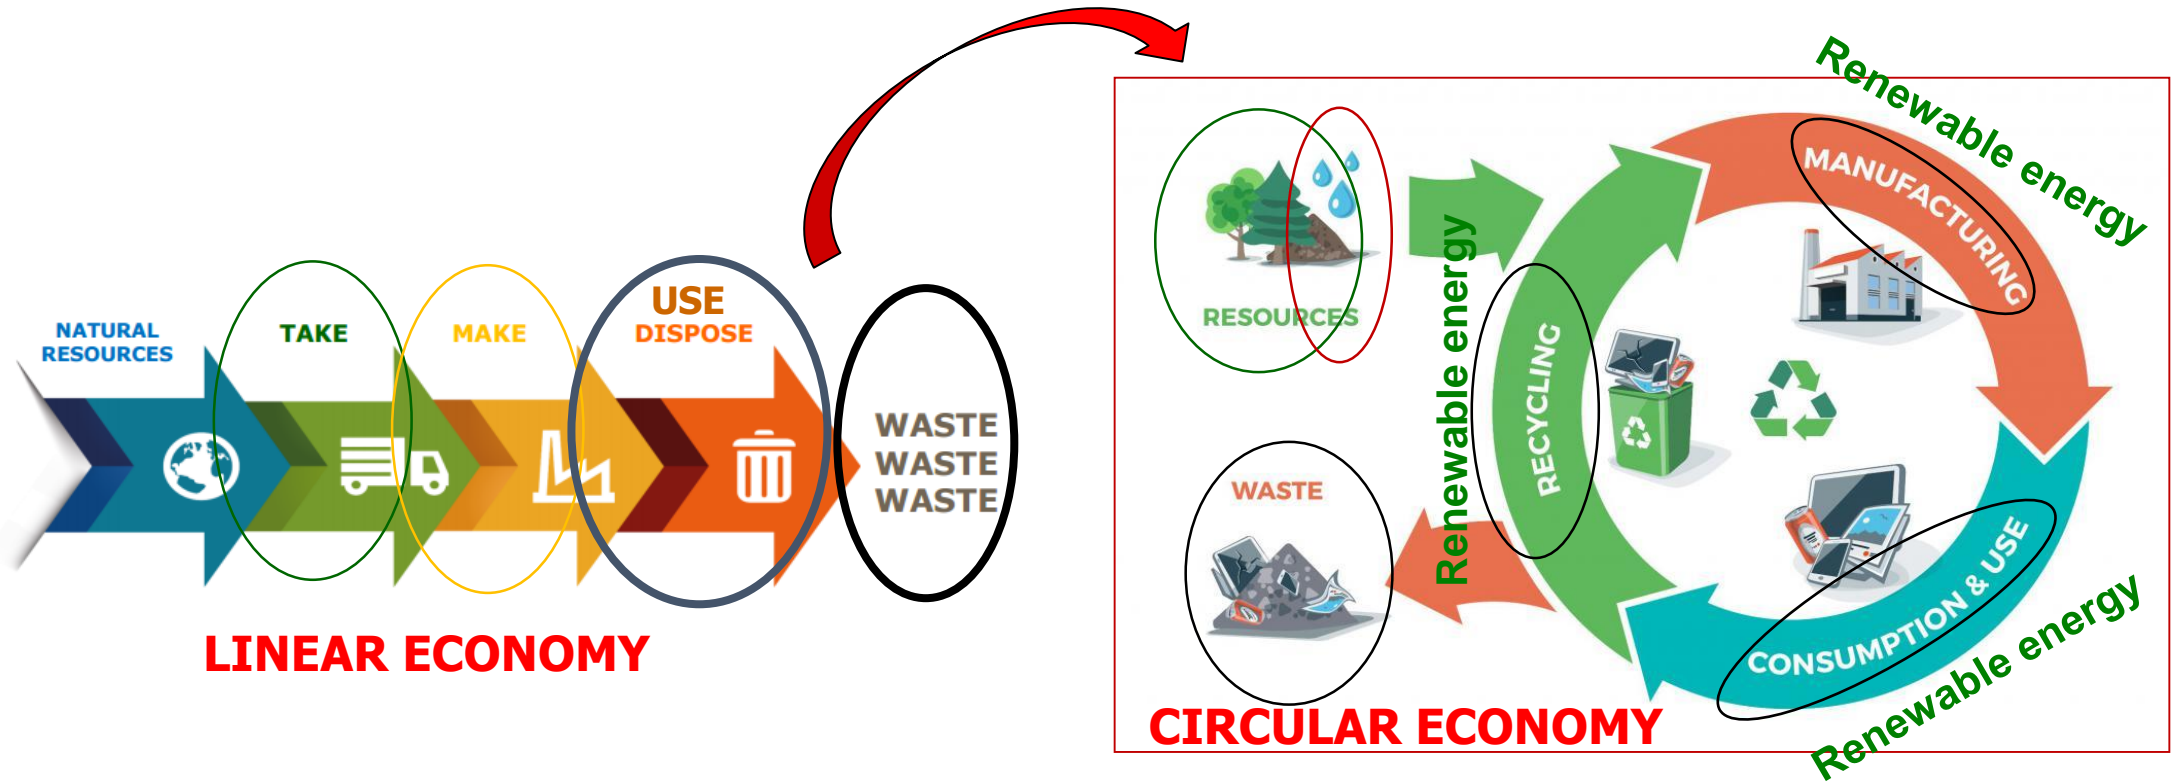 NATURAL
RESOURCES
TAKE
MAKE
USE
DISPOSE
WASTE
WASTE
WASTE
LINEAR ECONOMY
RESOURCES
WASTE
Renewable energy
RECYCLING
MANUFACTURING
Renewable energy
CONSUMPTION & USE
Renewable energy
CIRCULAR ECONOMY